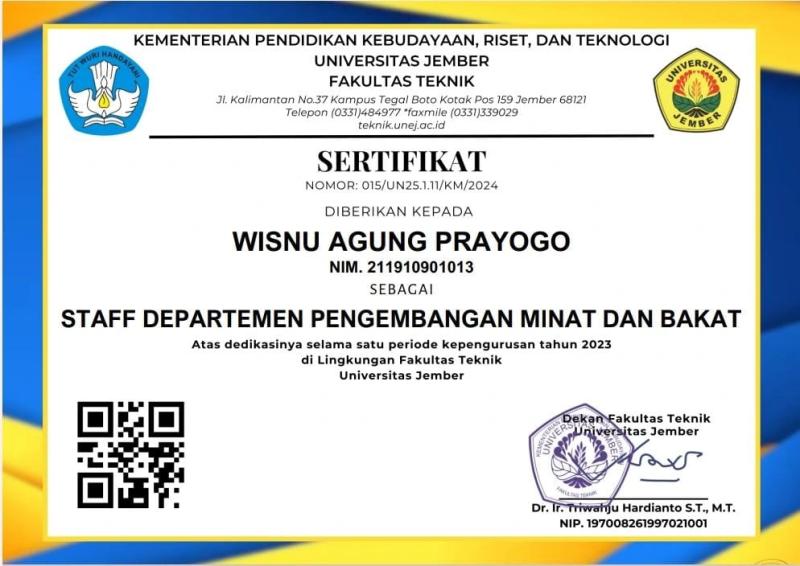 KEMENTERIAN PENDIDIKAN KEBUDAYAAN, RISET, DAN TEKNOLOGI
UNIVERSITAS JEMBER
FAKULTAS TEKNIK
Jl. Kalimantan No.37 Kampus Tegal Boto Kotak Pos 159 Jember 68121
Telepon (0331)484977 *faxmile (0331)339029
teknik.unej.ac.id
TUT WURI HANDAYANI
UNIVERSITAS
JEMBER
SERTIFIKAT
NOMOR: 015/UN25.1.11/KM/2024
DIBERIKAN KEPADA
WISNU AGUNG PRAYOGO
NIM. 211910901013
SEBAGAI
STAFF DEPARTEMEN PENGEMBANGAN MINAT DAN BAKAT
Atas dedikasinya selama satu periode kepengurusan tahun 2023
di Lingkungan Fakultas Teknik
Universitas Jember
Dekan Fakultas Teknik
Universitas Jember
UNIVERSITAS JEMBER
FAKULTAS TEKNIK
Dr. Ir. Triwahju Hardianto S.T., M.T.
NIP. 197008261997021001